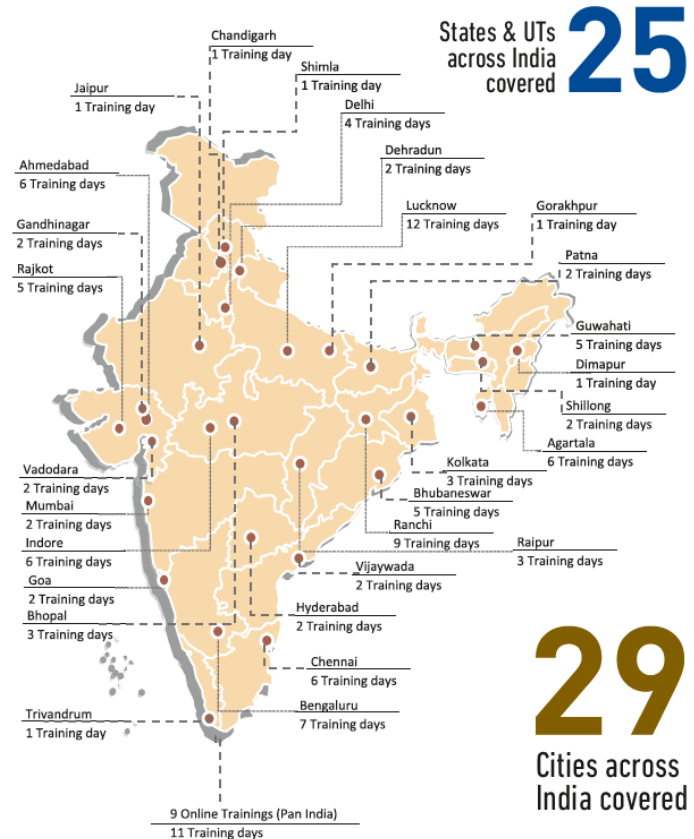 States & UTs
across India
covered
25
Chandigarh
1 Training day
Shimla
1 Training day
Jaipur
1 Training day
Delhi
4 Training days
Dehradun
2 Training days
Ahmedabad
6 Training days
Lucknow
12 Training days
Gorakhpur
1 Training day
Gandhinagar
2 Training days
Patna
2 Training days
Rajkot
5 Training days
Guwahati
5 Training days
Dimapur
1 Training day
Shillong
2 Training days
Agartala
6 Training days
Kolkata
3 Training days
Vadodara
2 Training days
Bhubaneswar
5 Training days
Mumbai
2 Training days
Ranchi
9 Training days
Raipur
3 Training days
Indore
6 Training days
Vijaywada
2 Training days
Goa
2 Training days
Hyderabad
2 Training days
Bhopal
3 Training days
Chennai
6 Training days
Bengaluru
7 Training days
Trivandrum
1 Training day
29
Cities across
India covered
9 Online Trainings (Pan India)
11 Training days